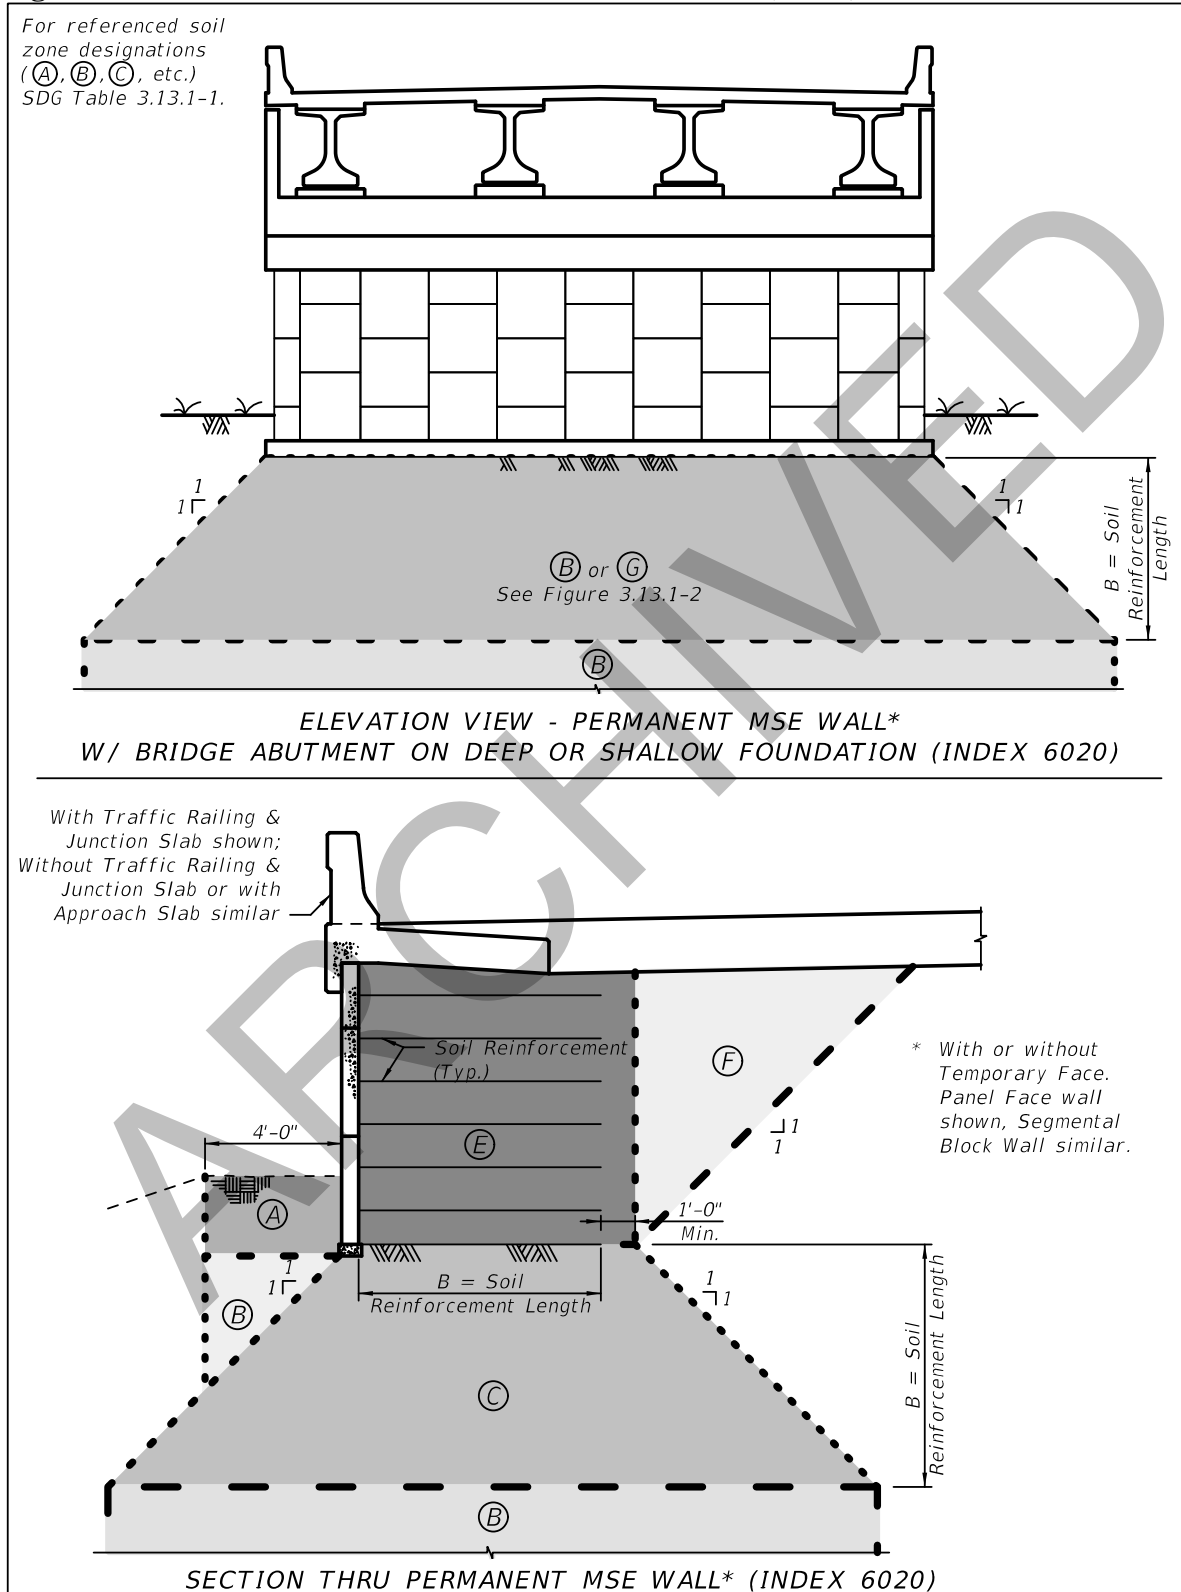 For referenced soil
zone designations
(A, B, C, etc.)
SDG Table 3.13.1-1.
1
1
1
1
B = Soil
Reinforcement
Length
B or G
See Figure 3.13.1-2
B
ELEVATION VIEW - PERMANENT MSE WALL*
W/ BRIDGE ABUTMENT ON DEEP OR SHALLOW FOUNDATION (INDEX 6020)
With Traffic Railing &
Junction Slab shown;
Without Traffic Railing &
Junction Slab or with
Approach Slab similar
Soil Reinforcement
(Typ.)
F
* With or without
Temporary Face.
Panel Face wall
shown, Segmental
Block Wall similar.
1
1
4'-0"
E
A
1'-0"
Min.
1
1
B = Soil
Reinforcement Length
1
1
B
B = Soil
Reinforcement Length
C
B
SECTION THRU PERMANENT MSE WALL* (INDEX 6020)
ARCHIVED